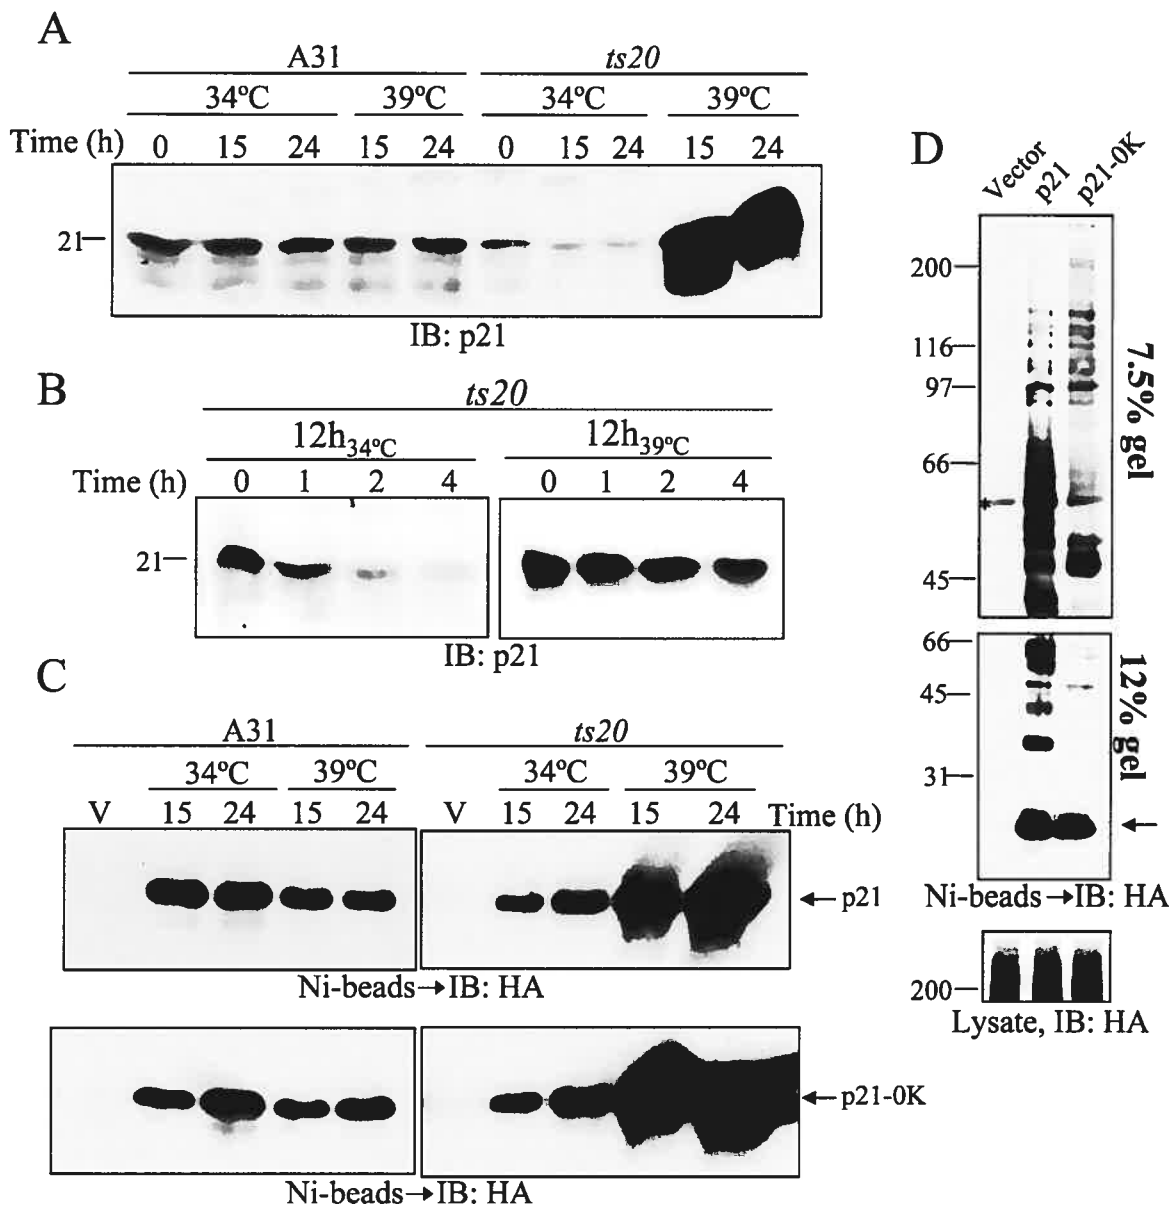 A
A31 ts20
34ºC 39ºC 34ºC 39ºC
Time (h) 0 15 24 15 24 0 15 24 15 24
21
IB: p21
B
ts20
12h34ºC 12h39ºC
Time (h) 0 1 2 4 0 1 2 4
21
IB: p21
C
A31 ts20
34ºC 39ºC 34ºC 39ºC
V 15 24 15 24 V 15 24 15 24 Time (h)
p21
Ni-beads→IB: HA
p21-0K
Ni-beads→IB: HA
D
Vector p21 p21-0K
200
116
97
66
*
45
7.5% gel
66
45
31
12% gel
Ni-beads→IB: HA
200
Lysate, IB: HA